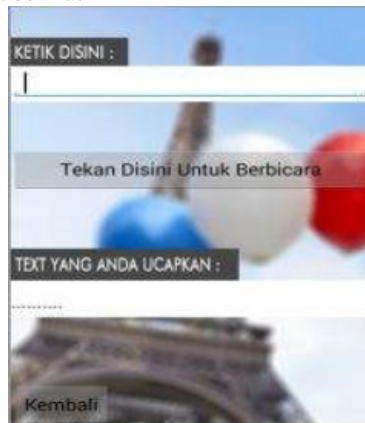 KETIK DISINI :
Tekan Disini Untuk Berbicara
TEXT YANG ANDA UCAPKAN :
----------
Kembali